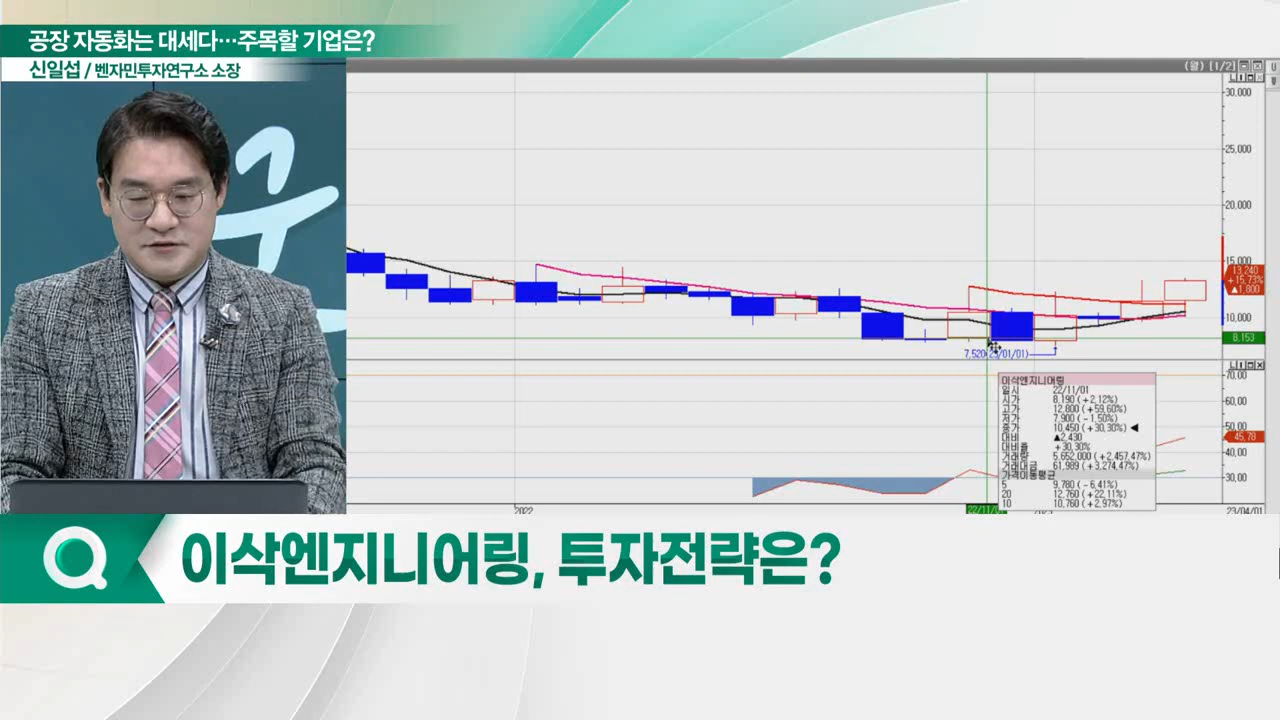 공장 자동화는 대세다…주목할 기업은?
신일섭 / 벤자민투자연구소 소장
(월) [1/2]
30,000
25,000
20,000
15,000
13,240
+15,73%
▲1,800
10,000
8,153
7,520(23/01/01)
70,00
60,00
50,00
45,78
40,00
30,00
이삭엔지니어링
일시 22/11/01
시가 8,190 (+2,12%)
고가 12,800 (+59,60%)
저가 7,900 (-1,50%)
종가 10,450 (+30,30%) ◀
대비 ▲2,430
대비율 +30,30%
거래량 5,652,000 (+2,457,47%)
거래대금 61,989 (+3,274,47%)
가격이동평균
5 9,780 (-6,41%)
20 12,760 (+22,11%)
10 10,760 (+2,97%)
2022
23/04/01
이삭엔지니어링, 투자전략은?